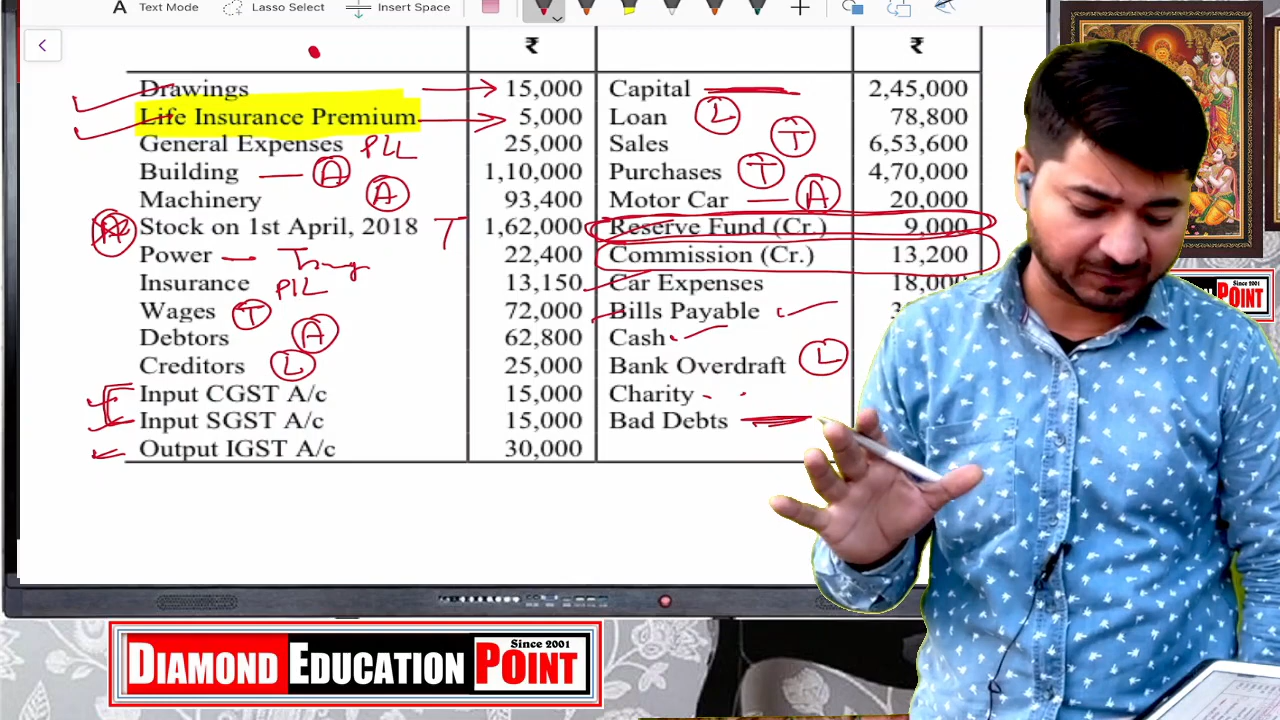 A Text Mode Lasso Select Insert Space
₹ ₹
Drawings 15,000 Capital 2,45,000
Life Insurance Premium 5,000 Loan L 78,800
General Expenses P/L 25,000 Sales T 6,53,600
Building A 1,10,000 Purchases T 4,70,000
Machinery A 93,400 Motor Car A 20,000
Stock on 1st April, 2018 T 1,62,000 Reserve Fund (Cr.) 9,000
Power 22,400 Commission (Cr.) 13,200
Insurance P/L 13,150 Car Expenses 18,000
Wages T 72,000 Bills Payable
Debtors A 62,800 Cash
Creditors L 25,000 Bank Overdraft L
Input CGST A/c 15,000 Charity
Input SGST A/c 15,000 Bad Debts
Output IGST A/c 30,000
Since 2001
DIAMOND EDUCATION POINT
Since 2001
POINT